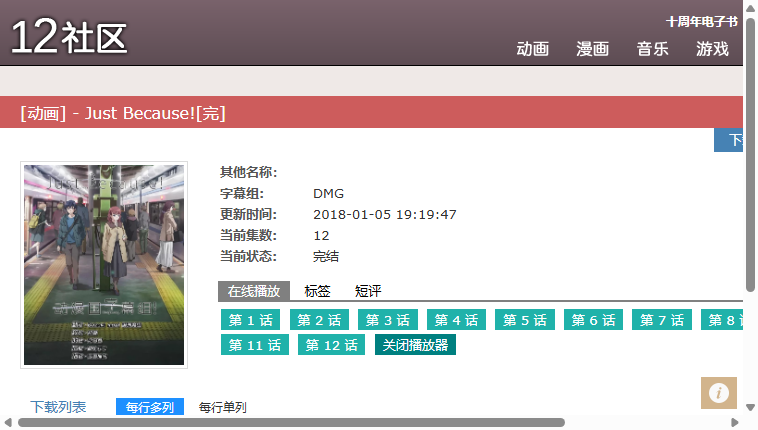 12社区
十周年电子书
动画 漫画 音乐 游戏
[动画] - Just Because![完]
Just Because!
其他名称:
字幕组: DMG
更新时间: 2018-01-05 19:19:47
当前集数: 12
当前状态: 完结
在线播放 标签 短评
第 1 话 第 2 话 第 3 话 第 4 话 第 5 话 第 6 话 第 7 话 第 8
第 11 话 第 12 话 关闭播放器
下载列表 每行多列 每行单列